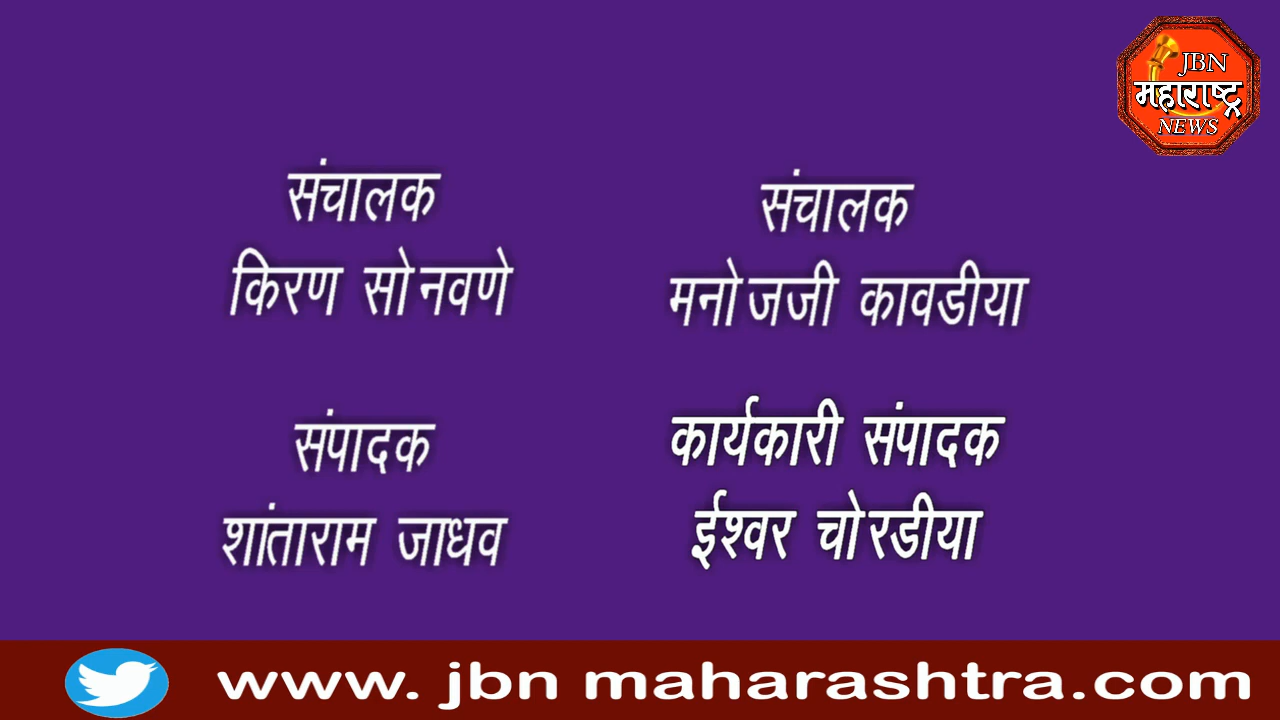 JBN
महाराष्ट्र
NEWS
संचालक
किरण सोनवणे
संचालक
मनोजजी कावडीया
संपादक
शांताराम जाधव
कार्यकारी संपादक
ईश्वर चोरडीया
www. jbn maharashtra.com